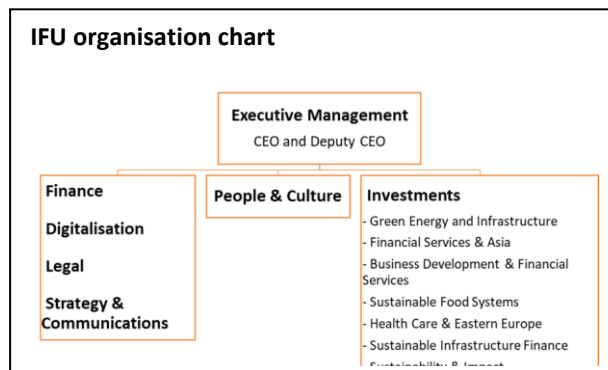 IFU organisation chart
Executive Management
CEO and Deputy CEO
Finance
Digitalisation
Legal
Strategy &
Communications
People & Culture
Investments
- Green Energy and Infrastructure
- Financial Services & Asia
- Business Development & Financial
Services
- Sustainable Food Systems
- Health Care & Eastern Europe
- Sustainable Infrastructure Finance
- Sustainability & Impact